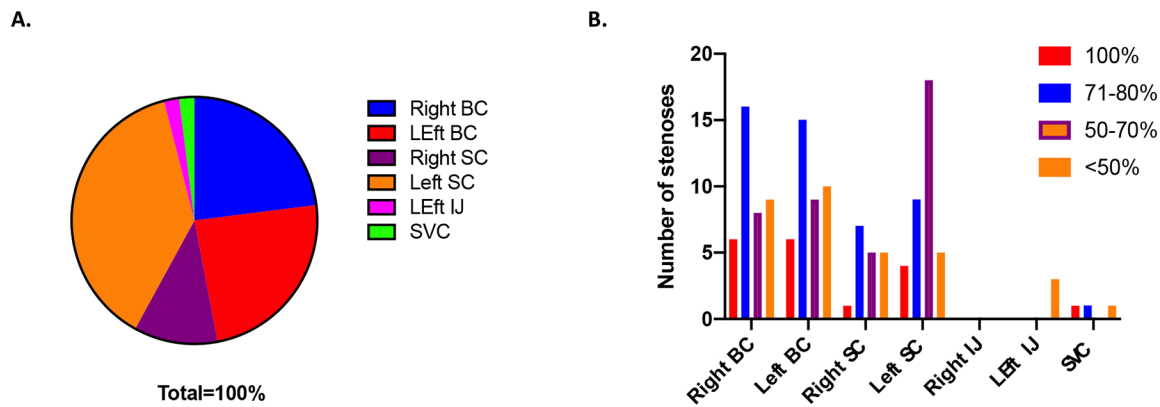 A.
Right BC
LEft BC
Right SC
Left SC
LEft IJ
SVC
Total=100%
B.
Number of stenoses
20
15
10
5
0
100%
71-80%
50-70%
<50%
Right BC
Left BC
Right SC
Left SC
Right IJ
LEft IJ
SVC